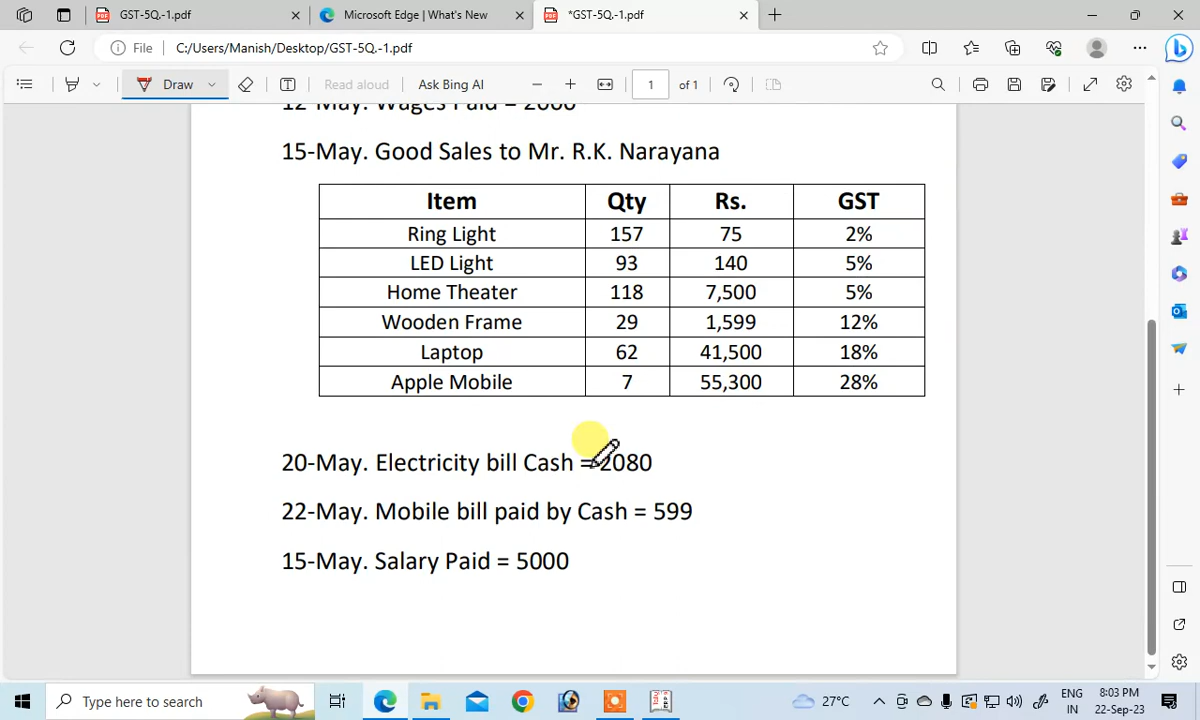 GST-5Q.-1.pdf
Microsoft Edge | What's New
*GST-5Q.-1.pdf
File C:/Users/Manish/Desktop/GST-5Q.-1.pdf
Draw Read aloud Ask Bing AI 1 of 1
12-May. Wages Paid = 2000
15-May. Good Sales to Mr. R.K. Narayana
Item Qty Rs. GST
Ring Light 157 75 2%
LED Light 93 140 5%
Home Theater 118 7,500 5%
Wooden Frame 29 1,599 12%
Laptop 62 41,500 18%
Apple Mobile 7 55,300 28%
20-May. Electricity bill Cash = 2080
22-May. Mobile bill paid by Cash = 599
15-May. Salary Paid = 5000
Type here to search 27°C ENG 8:03 PM
IN 22-Sep-23